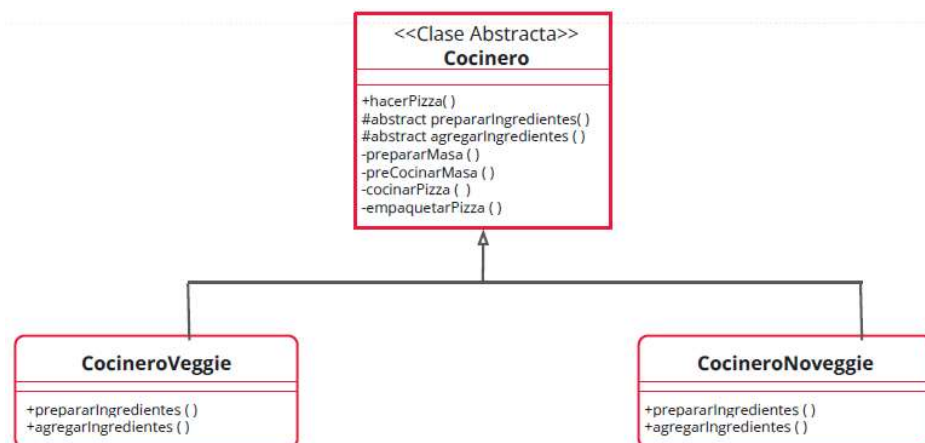 <<Clase Abstracta>>
Cocinero
+hacerPizza( )
#abstract prepararIngredientes( )
#abstract agregarIngredientes ( )
-prepararMasa ( )
-preCocinarMasa ( )
-cocinarPizza ( )
-empaquetarPizza ( )
CocineroVeggie
+prepararIngredientes ( )
+agregarIngredientes ( )
CocineroNoveggie
+prepararIngredientes ( )
+agregarIngredientes ( )